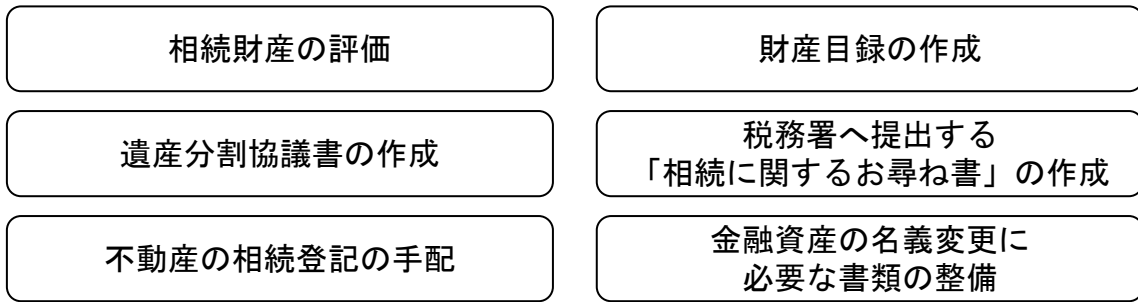 相続財産の評価
財産目録の作成
遺産分割協議書の作成
税務署へ提出する
「相続に関するお尋ね書」の作成
不動産の相続登記の手配
金融資産の名義変更に
必要な書類の整備